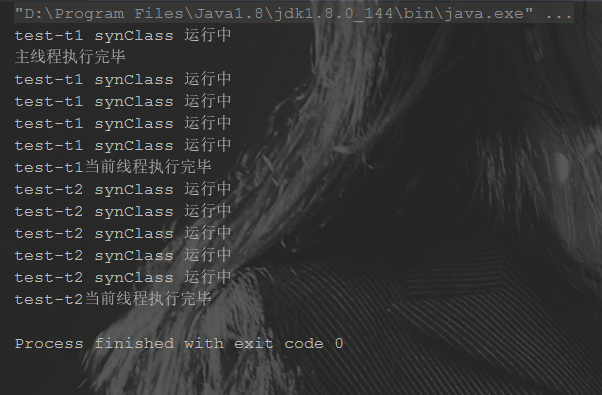 "D:\Program Files\Java1.8\jdk1.8.0_144\bin\java.exe" ...
test-t1 synClass 运行中
主线程执行完毕
test-t1 synClass 运行中
test-t1 synClass 运行中
test-t1 synClass 运行中
test-t1 synClass 运行中
test-t1当前线程执行完毕
test-t2 synClass 运行中
test-t2 synClass 运行中
test-t2 synClass 运行中
test-t2 synClass 运行中
test-t2 synClass 运行中
test-t2当前线程执行完毕
Process finished with exit code 0